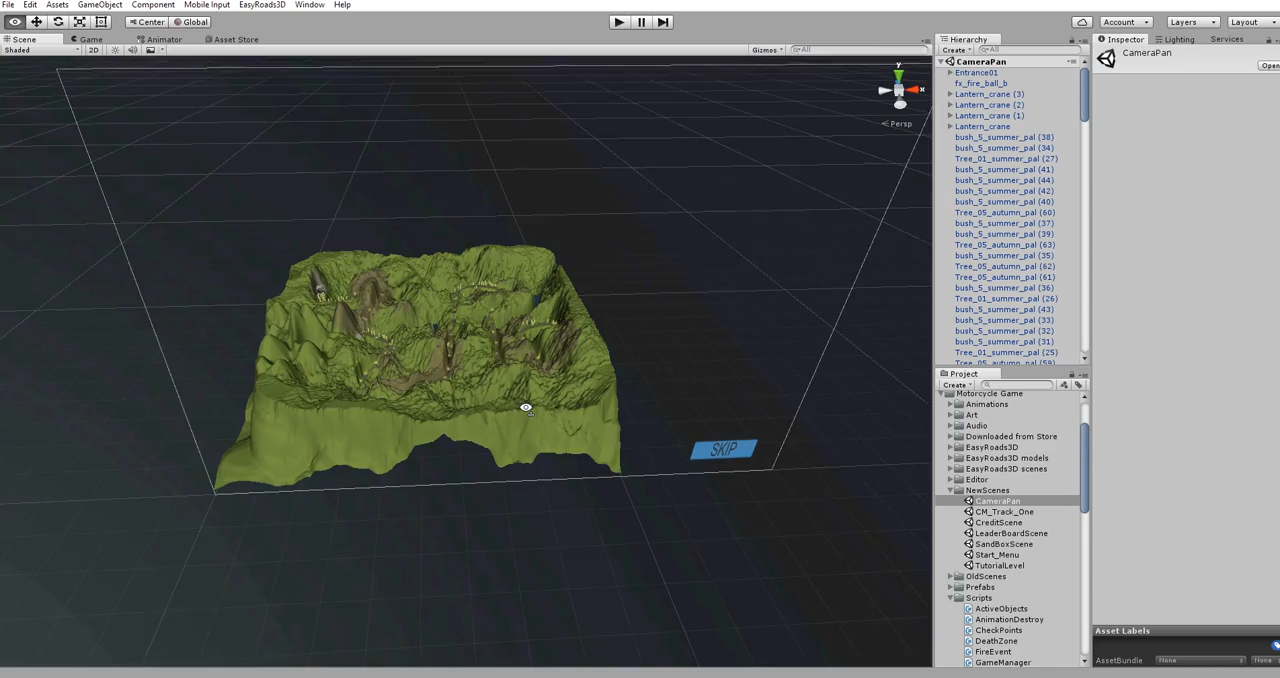 File Edit Assets GameObject Component Mobile Input EasyRoads3D Window Help
Center Global Account Layers Layout
Scene Game Animator Asset Store
Shaded 2D Gizmos All
y
x
Persp
SKIP
Hierarchy
Create All
CameraPan
Entrance01
fx_fire_ball_b
Lantern_crane (3)
Lantern_crane (2)
Lantern_crane (1)
Lantern_crane
bush_5_summer_pal (38)
bush_5_summer_pal (34)
Tree_01_summer_pal (27)
bush_5_summer_pal (41)
bush_5_summer_pal (44)
bush_5_summer_pal (42)
bush_5_summer_pal (40)
Tree_05_autumn_pal (60)
bush_5_summer_pal (37)
bush_5_summer_pal (39)
Tree_05_autumn_pal (63)
bush_5_summer_pal (35)
Tree_05_autumn_pal (62)
Tree_05_autumn_pal (61)
bush_5_summer_pal (36)
Tree_01_summer_pal (26)
bush_5_summer_pal (43)
bush_5_summer_pal (33)
bush_5_summer_pal (32)
bush_5_summer_pal (31)
Tree_01_summer_pal (25)
Tree_05_autumn_pal (59)
Project
Create
Motorcycle Game
Animations
Art
Audio
Downloaded from Store
EasyRoads3D
EasyRoads3D models
EasyRoads3D scenes
Editor
NewScenes
CameraPan
CM_Track_One
CreditScene
LeaderBoardScene
SandBoxScene
Start_Menu
TutorialLevel
OldScenes
Prefabs
Scripts
ActiveObjects
AnimationDestroy
CheckPoints
DeathZone
FireEvent
GameManager
Inspector Lighting Services
CameraPan
Open
Asset Labels
AssetBundle None None